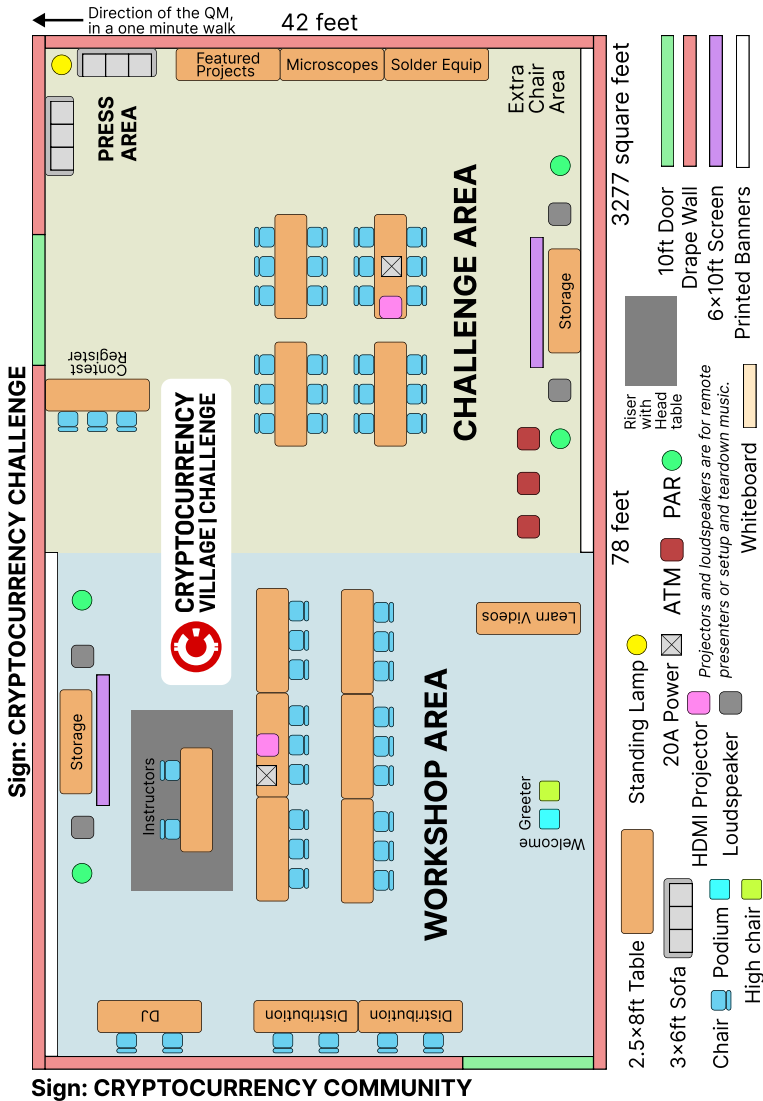 Direction of the QM,
in a one minute walk
42 feet
Featured
Projects
Microscopes
Solder Equip
PRESS
AREA
Extra
Chair
Area
CHALLENGE AREA
Storage
Contest
Register
CRYPTOCURRENCY
VILLAGE | CHALLENGE
Sign: CRYPTOCURRENCY CHALLENGE
Storage
Instructors
WORKSHOP AREA
Learn Videos
Greeter
Welcome
DJ
Distribution
Distribution
Sign: CRYPTOCURRENCY COMMUNITY
78 feet
3277 square feet
2.5×8ft Table
Standing Lamp
Riser
with
Head
table
10ft Door
3×6ft Sofa
20A Power
ATM
PAR
Drape Wall
HDMI Projector
Projectors and loudspeakers are for remote
presenters or setup and teardown music.
6×10ft Screen
Chair
Podium
Loudspeaker
Printed Banners
High chair
Whiteboard